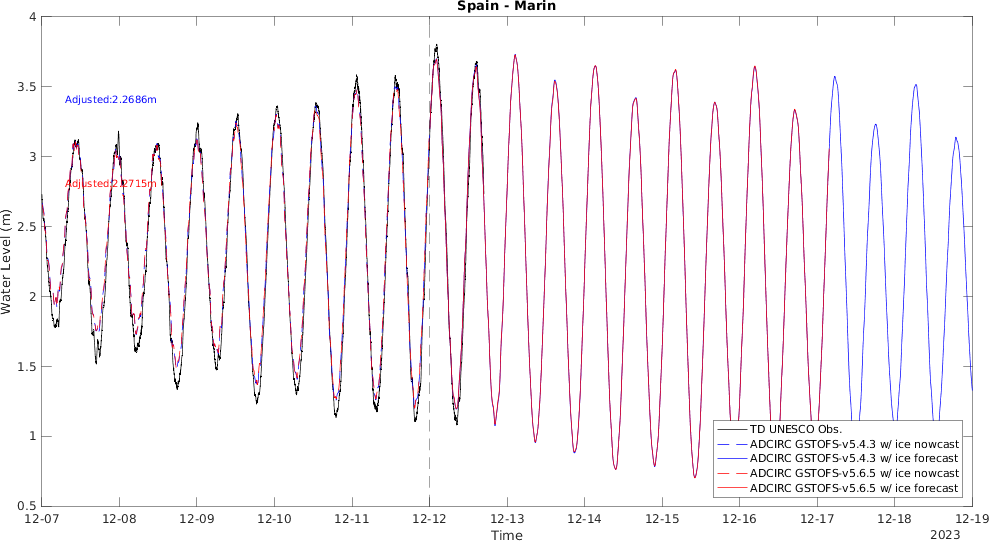 Spain - Marin
4
3.5
3
2.5
2
1.5
1
0.5
Water Level (m)
Adjusted:2.2686m
Adjusted:2.2715m
TD UNESCO Obs.
ADCIRC GSTOFS-v5.4.3 w/ ice nowcast
ADCIRC GSTOFS-v5.4.3 w/ ice forecast
ADCIRC GSTOFS-v5.6.5 w/ ice nowcast
ADCIRC GSTOFS-v5.6.5 w/ ice forecast
12-07 12-08 12-09 12-10 12-11 12-12 12-13 12-14 12-15 12-16 12-17 12-18 12-19
Time
2023